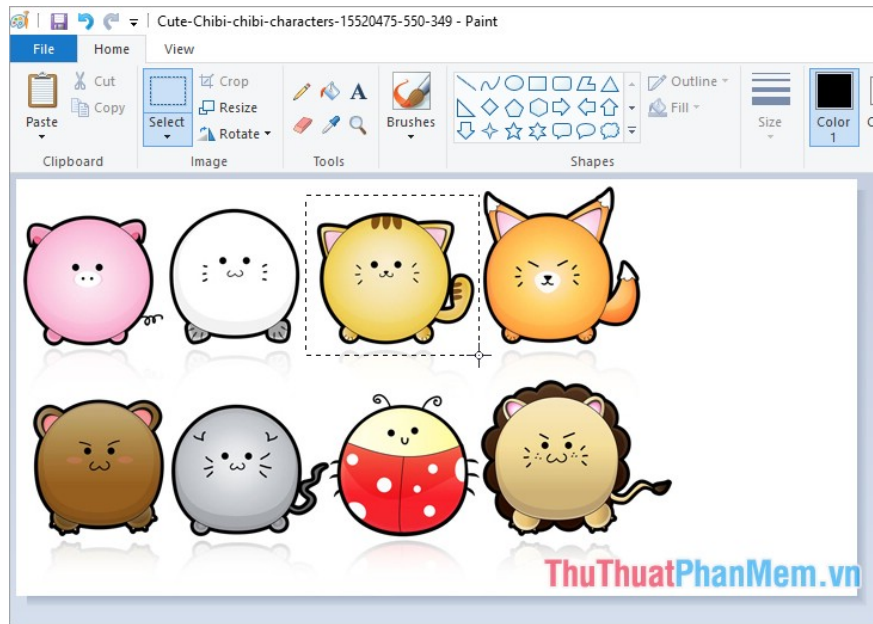 Cute-Chibi-chibi-characters-15520475-550-349 - Paint
File Home View
Paste
Cut
Copy
Clipboard
Select
Crop
Resize
Rotate
Image
A
Tools
Brushes
Outline
Fill
Shapes
Size
Color
1
ThuThuatPhanMem.vn